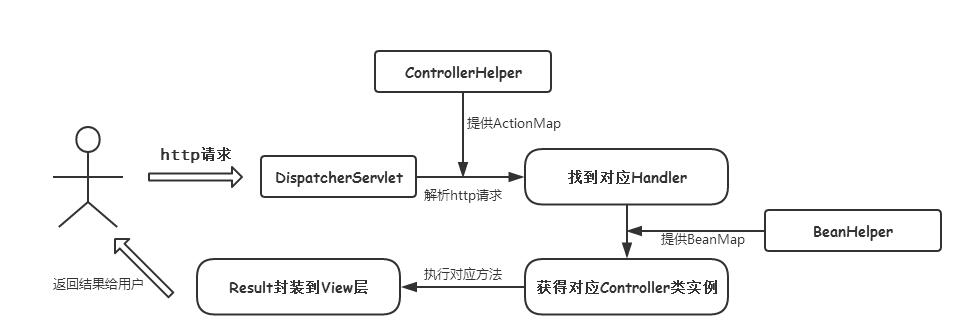 ControllerHelper
提供ActionMap
http请求
DispatcherServlet
解析http请求
找到对应Handler
提供BeanMap
BeanHelper
返回结果给用户
Result封装到View层
执行对应方法
获得对应Controller类实例